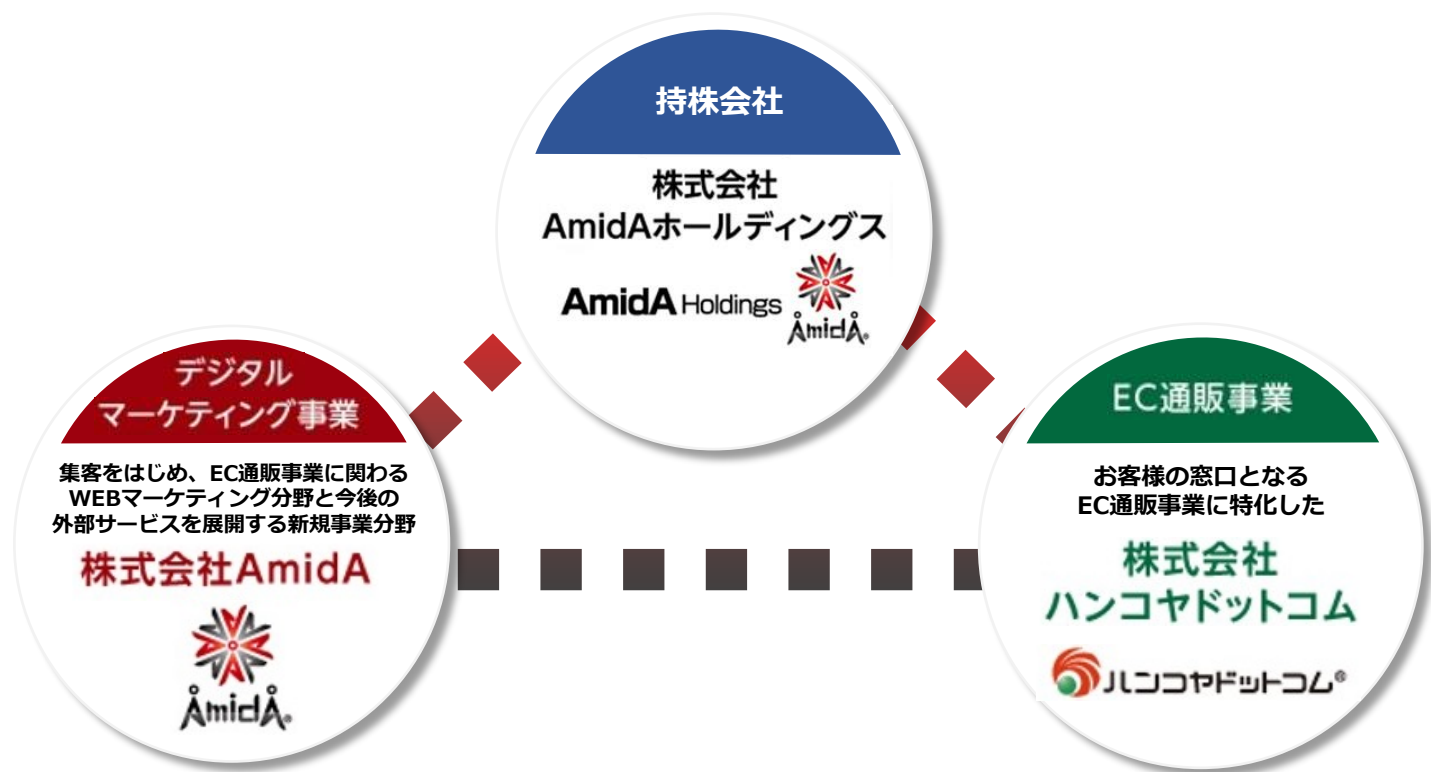 持株会社
株式会社
AmidAホールディングス
AmidA Holdings
ÅmidÅ®
デジタル
マーケティング事業
集客をはじめ、EC通販事業に関わる
WEBマーケティング分野と今後の
外部サービスを展開する新規事業分野
株式会社AmidA
ÅmidÅ®
EC通販事業
お客様の窓口となる
EC通販事業に特化した
株式会社
ハンコヤドットコム
ハンコヤドットコム®